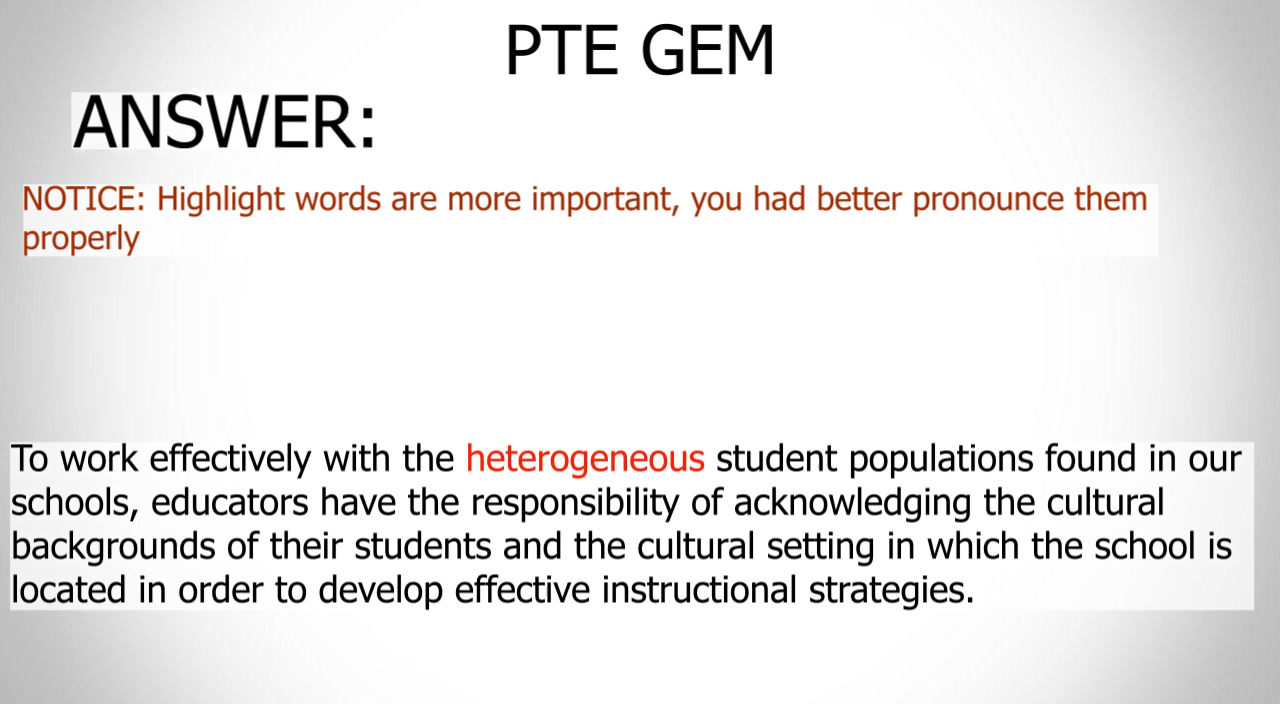 PTE GEM
ANSWER:
NOTICE: Highlight words are more important, you had better pronounce them
properly
To work effectively with the heterogeneous student populations found in our
schools, educators have the responsibility of acknowledging the cultural
backgrounds of their students and the cultural setting in which the school is
located in order to develop effective instructional strategies.